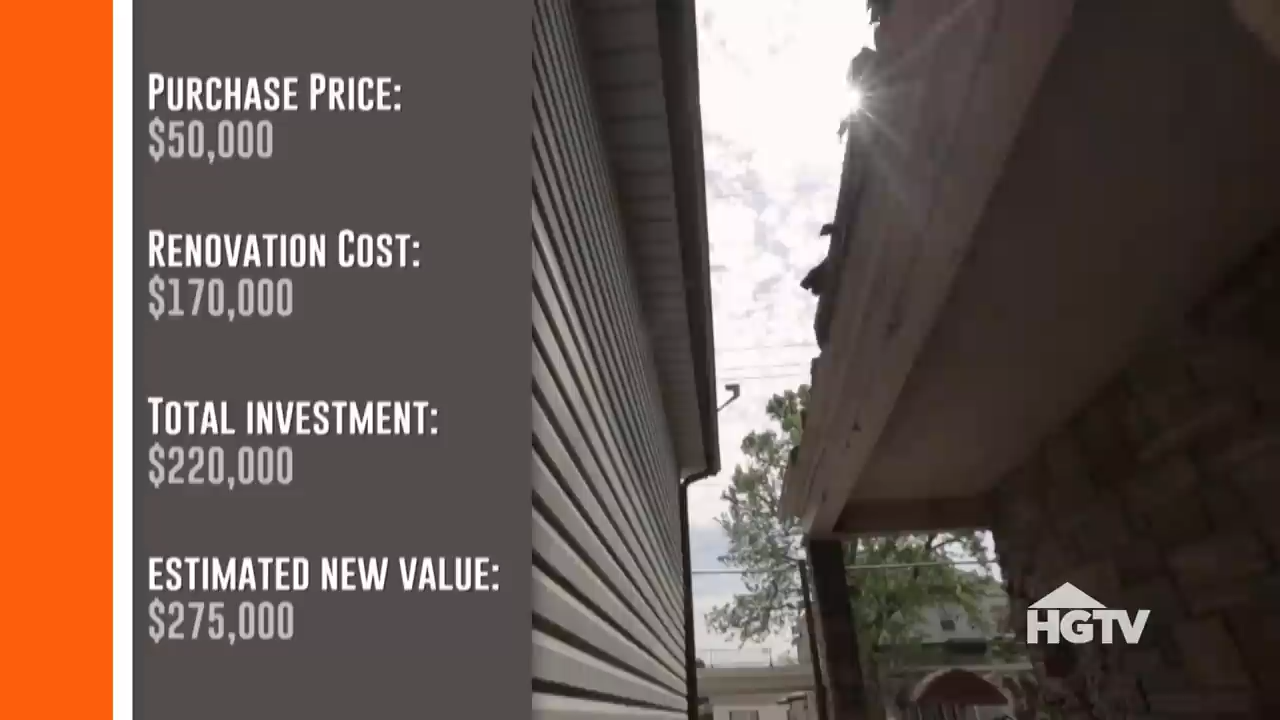 Purchase Price:
$50,000
Renovation Cost:
$170,000
Total investment:
$220,000
estimated new value:
$275,000
HGTV